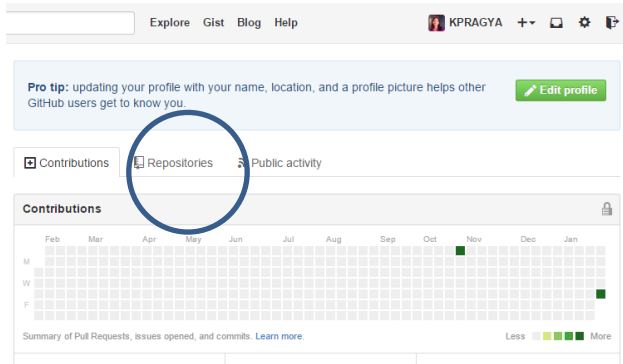 Explore Gist Blog Help KPRAGYA
Pro tip: updating your profile with your name, location, and a profile picture helps other
GitHub users get to know you.
Edit profile
Contributions Repositories Public activity
Contributions
Feb Mar Apr May Jun Jul Aug Sep Oct Nov Dec Jan
M
W
F
Summary of Pull Requests, issues opened, and commits. Learn more. Less More